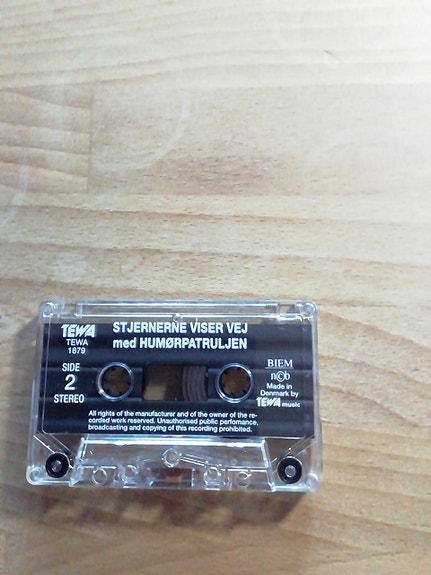 TEWA
TEWA
1879
STJERNERNE VISER VEJ
med HUMØRPATRULJEN
SIDE
2
STEREO
BIEM
n©b
Made in
Denmark by
TEWA music
All rights of the manufacturer and of the owner of the re-
corded work reserved. Unauthorised public parfomance,
broadcasting and copying of this recording prohibited.